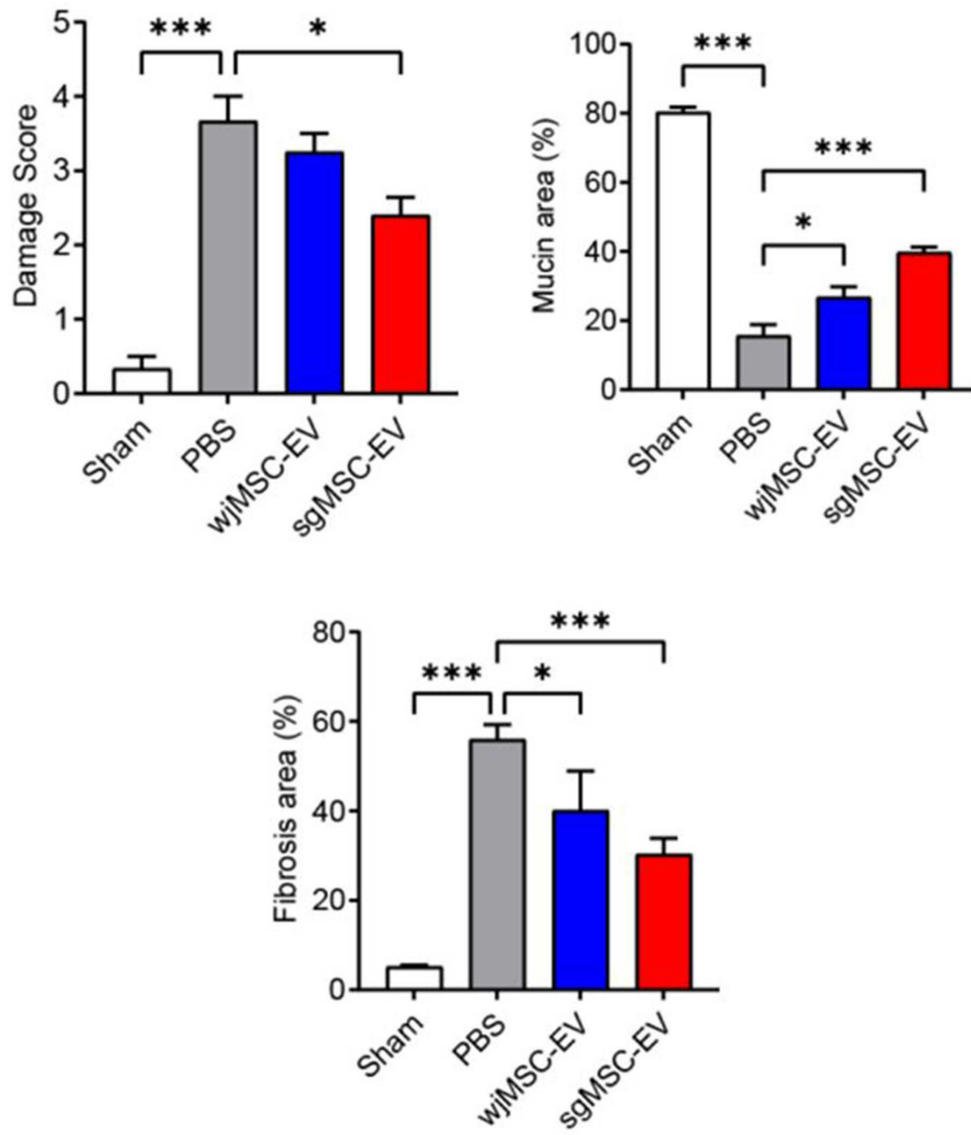 Damage Score
5
4
3
2
1
0
***
*
Sham
PBS
wjMSC-EV
sgMSC-EV
Mucin area (%)
100
80
60
40
20
0
***
***
*
Sham
PBS
wjMSC-EV
sgMSC-EV
Fibrosis area (%)
80
60
40
20
0
***
***
*
Sham
PBS
wjMSC-EV
sgMSC-EV